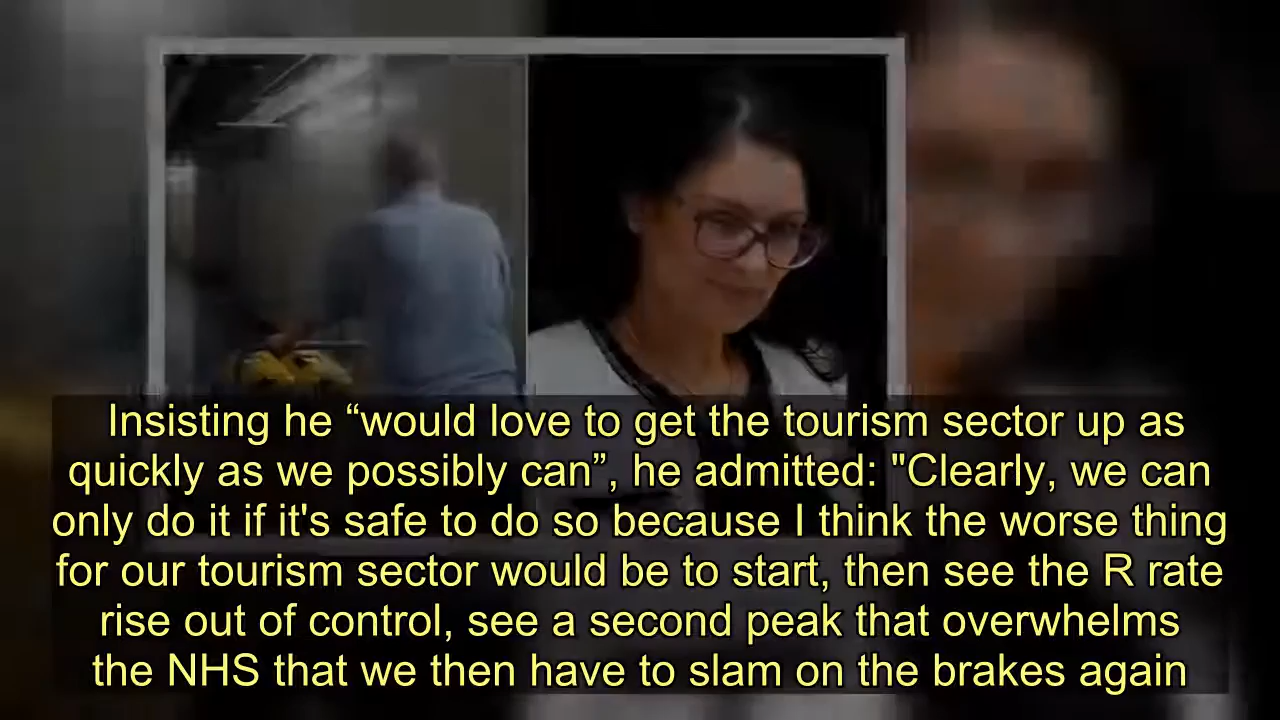 Insisting he “would love to get the tourism sector up as
quickly as we possibly can”, he admitted: "Clearly, we can
only do it if it's safe to do so because I think the worse thing
for our tourism sector would be to start, then see the R rate
rise out of control, see a second peak that overwhelms
the NHS that we then have to slam on the brakes again